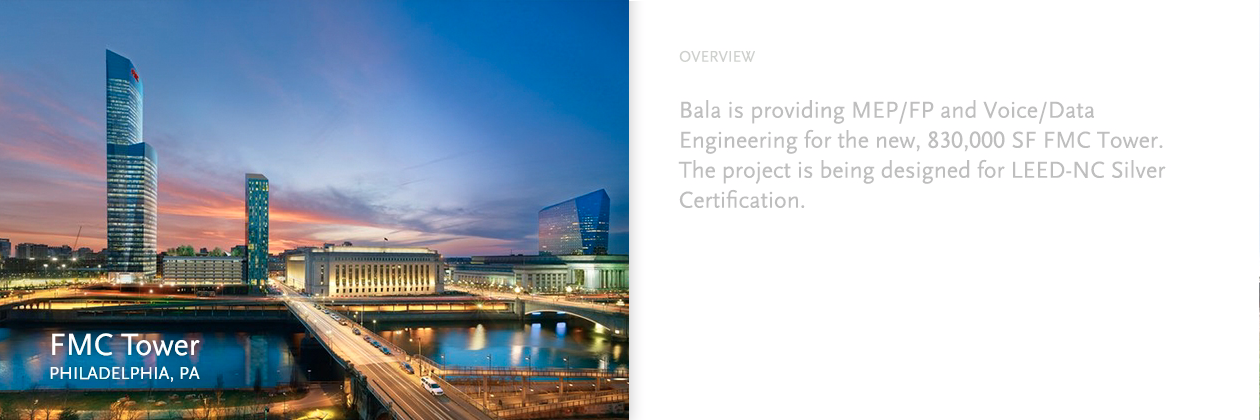 FMC Tower
PHILADELPHIA, PA
OVERVIEW
Bala is providing MEP/FP and Voice/Data
Engineering for the new, 830,000 SF FMC Tower.
The project is being designed for LEED-NC Silver
Certification.